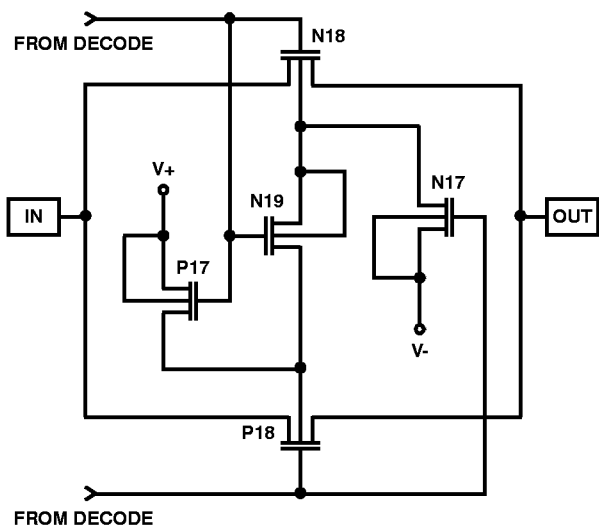 FROM DECODE
N18
V+
N19
N17
IN
OUT
P17
V-
P18
FROM DECODE